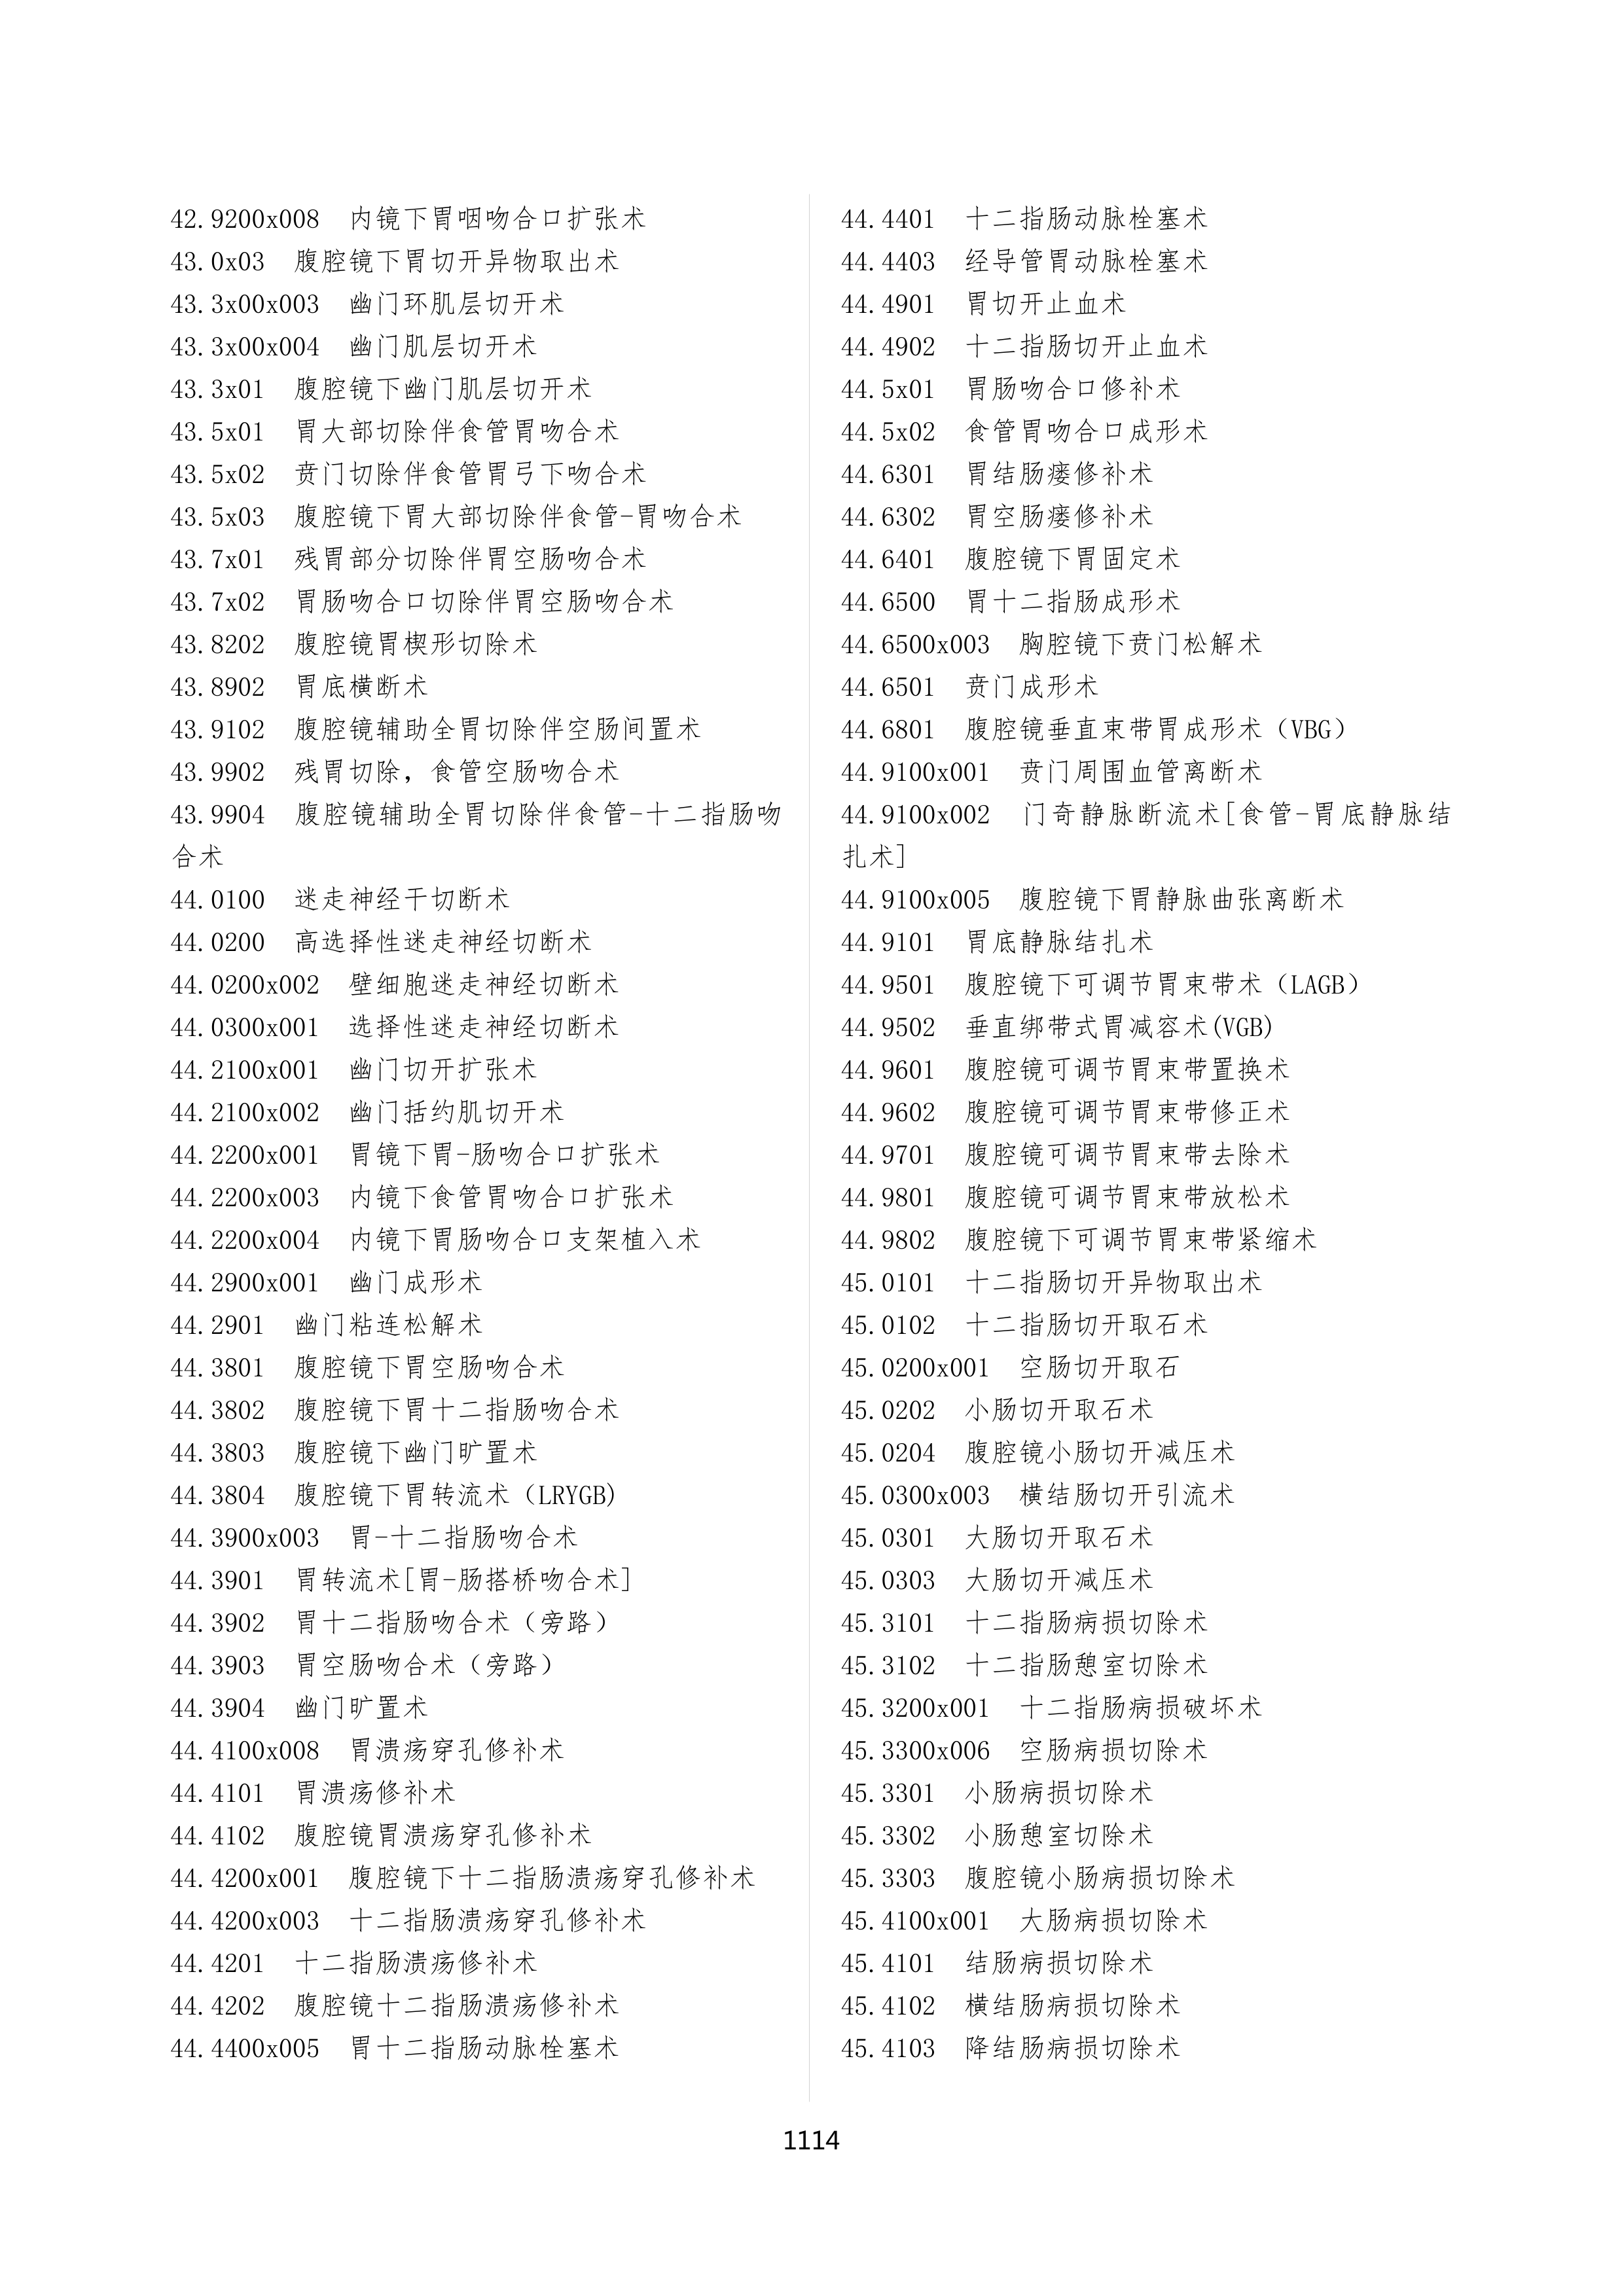 42.9200x008 内镜下胃咽吻合口扩张术
43.0x03 腹腔镜下胃切开异物取出术
43.3x00x003 幽门环肌层切开术
43.3x00x004 幽门肌层切开术
43.3x01 腹腔镜下幽门肌层切开术
43.5x01 胃大部切除伴食管胃吻合术
43.5x02 贲门切除伴食管胃弓下吻合术
43.5x03 腹腔镜下胃大部切除伴食管-胃吻合术
43.7x01 残胃部分切除伴胃空肠吻合术
43.7x02 胃肠吻合口切除伴胃空肠吻合术
43.8202 腹腔镜胃楔形切除术
43.8902 胃底横断术
43.9102 腹腔镜辅助全胃切除伴空肠间置术
43.9902 残胃切除，食管空肠吻合术
43.9904 腹腔镜辅助全胃切除伴食管-十二指肠吻
合术
44.0100 迷走神经干切断术
44.0200 高选择性迷走神经切断术
44.0200x002 壁细胞迷走神经切断术
44.0300x001 选择性迷走神经切断术
44.2100x001 幽门切开扩张术
44.2100x002 幽门括约肌切开术
44.2200x001 胃镜下胃-肠吻合口扩张术
44.2200x003 内镜下食管胃吻合口扩张术
44.2200x004 内镜下胃肠吻合口支架植入术
44.2900x001 幽门成形术
44.2901 幽门粘连松解术
44.3801 腹腔镜下胃空肠吻合术
44.3802 腹腔镜下胃十二指肠吻合术
44.3803 腹腔镜下幽门旷置术
44.3804 腹腔镜下胃转流术（LRYGB)
44.3900x003 胃-十二指肠吻合术
44.3901 胃转流术[胃-肠搭桥吻合术]
44.3902 胃十二指肠吻合术（旁路）
44.3903 胃空肠吻合术（旁路）
44.3904 幽门旷置术
44.4100x008 胃溃疡穿孔修补术
44.4101 胃溃疡修补术
44.4102 腹腔镜胃溃疡穿孔修补术
44.4200x001 腹腔镜下十二指肠溃疡穿孔修补术
44.4200x003 十二指肠溃疡穿孔修补术
44.4201 十二指肠溃疡修补术
44.4202 腹腔镜十二指肠溃疡修补术
44.4400x005 胃十二指肠动脉栓塞术
44.4401 十二指肠动脉栓塞术
44.4403 经导管胃动脉栓塞术
44.4901 胃切开止血术
44.4902 十二指肠切开止血术
44.5x01 胃肠吻合口修补术
44.5x02 食管胃吻合口成形术
44.6301 胃结肠瘘修补术
44.6302 胃空肠瘘修补术
44.6401 腹腔镜下胃固定术
44.6500 胃十二指肠成形术
44.6500x003 胸腔镜下贲门松解术
44.6501 贲门成形术
44.6801 腹腔镜垂直束带胃成形术（VBG）
44.9100x001 贲门周围血管离断术
44.9100x002 门奇静脉断流术[食管-胃底静脉结
扎术]
44.9100x005 腹腔镜下胃静脉曲张离断术
44.9101 胃底静脉结扎术
44.9501 腹腔镜下可调节胃束带术（LAGB）
44.9502 垂直绑带式胃减容术(VGB)
44.9601 腹腔镜可调节胃束带置换术
44.9602 腹腔镜可调节胃束带修正术
44.9701 腹腔镜可调节胃束带去除术
44.9801 腹腔镜可调节胃束带放松术
44.9802 腹腔镜下可调节胃束带紧缩术
45.0101 十二指肠切开异物取出术
45.0102 十二指肠切开取石术
45.0200x001 空肠切开取石
45.0202 小肠切开取石术
45.0204 腹腔镜小肠切开减压术
45.0300x003 横结肠切开引流术
45.0301 大肠切开取石术
45.0303 大肠切开减压术
45.3101 十二指肠病损切除术
45.3102 十二指肠憩室切除术
45.3200x001 十二指肠病损破坏术
45.3300x006 空肠病损切除术
45.3301 小肠病损切除术
45.3302 小肠憩室切除术
45.3303 腹腔镜小肠病损切除术
45.4100x001 大肠病损切除术
45.4101 结肠病损切除术
45.4102 横结肠病损切除术
45.4103 降结肠病损切除术
1114